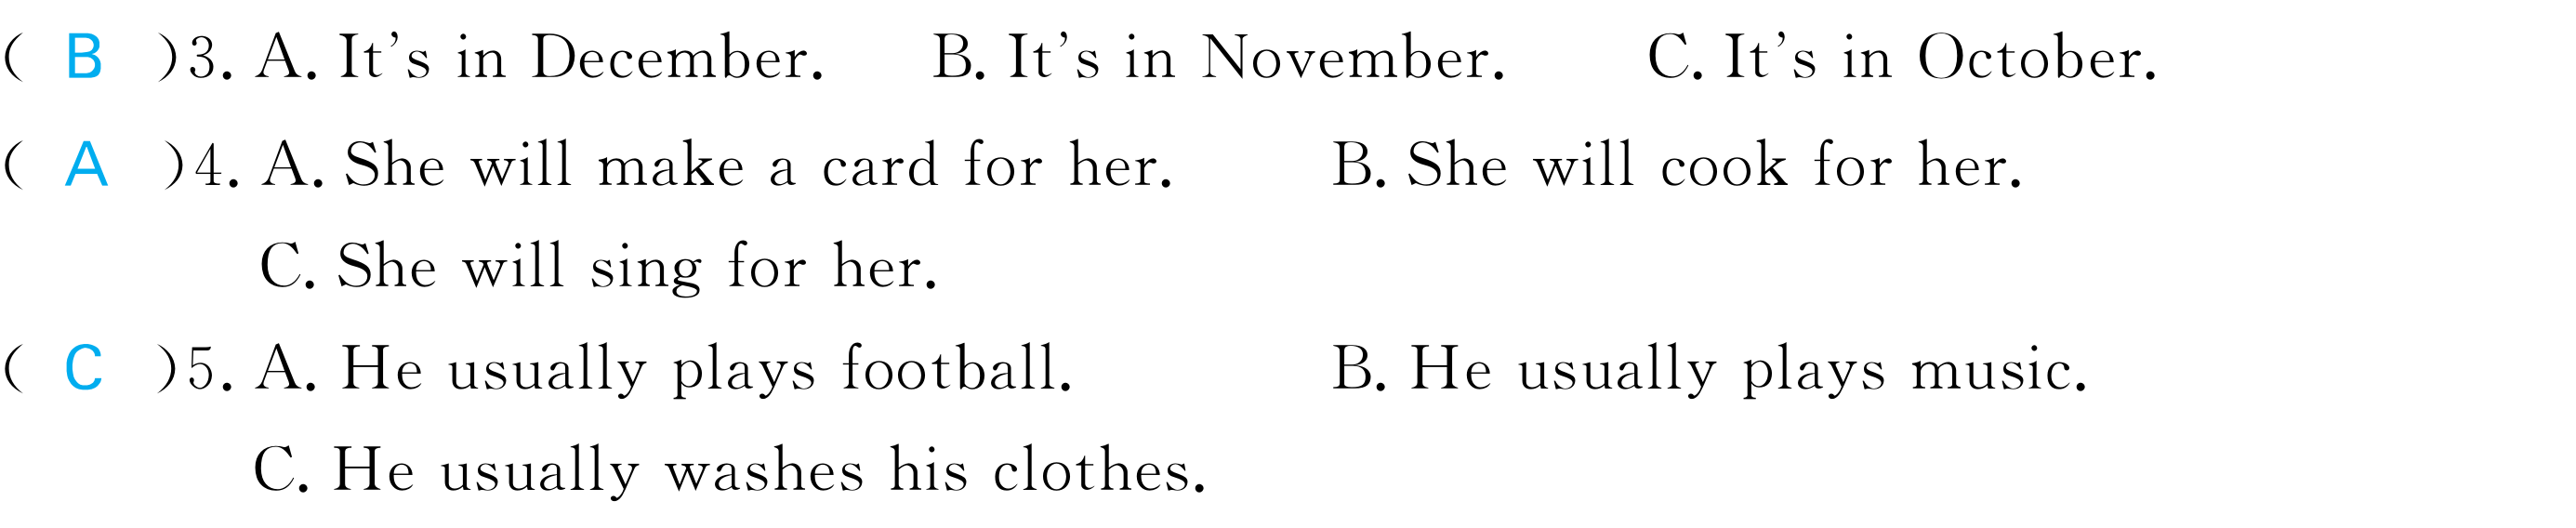 ( B )3. A. It's in December. B. It's in November. C. It's in October.
( A )4. A. She will make a card for her. B. She will cook for her.
C. She will sing for her.
( C )5. A. He usually plays football. B. He usually plays music.
C. He usually washes his clothes.